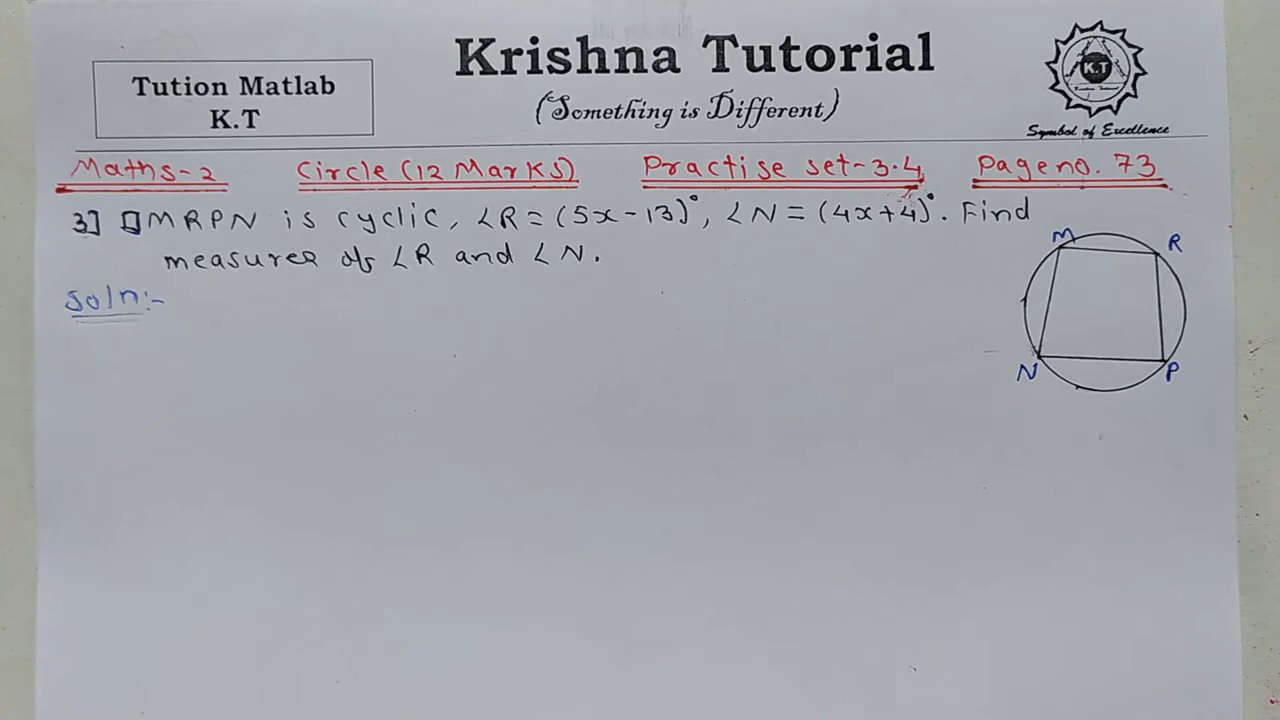 Tution Matlab
K.T
Krishna Tutorial
(Something is Different)
K.T
Symbol of Excellence
Maths-2 Circle (12 Marks) Practise set-3.4 Page no. 73
3] □MRPN is cyclic, ∠R = (5x-13)°, ∠N = (4x+4)°. Find
measures of ∠R and ∠N.
Soln:-
M
R
N
P